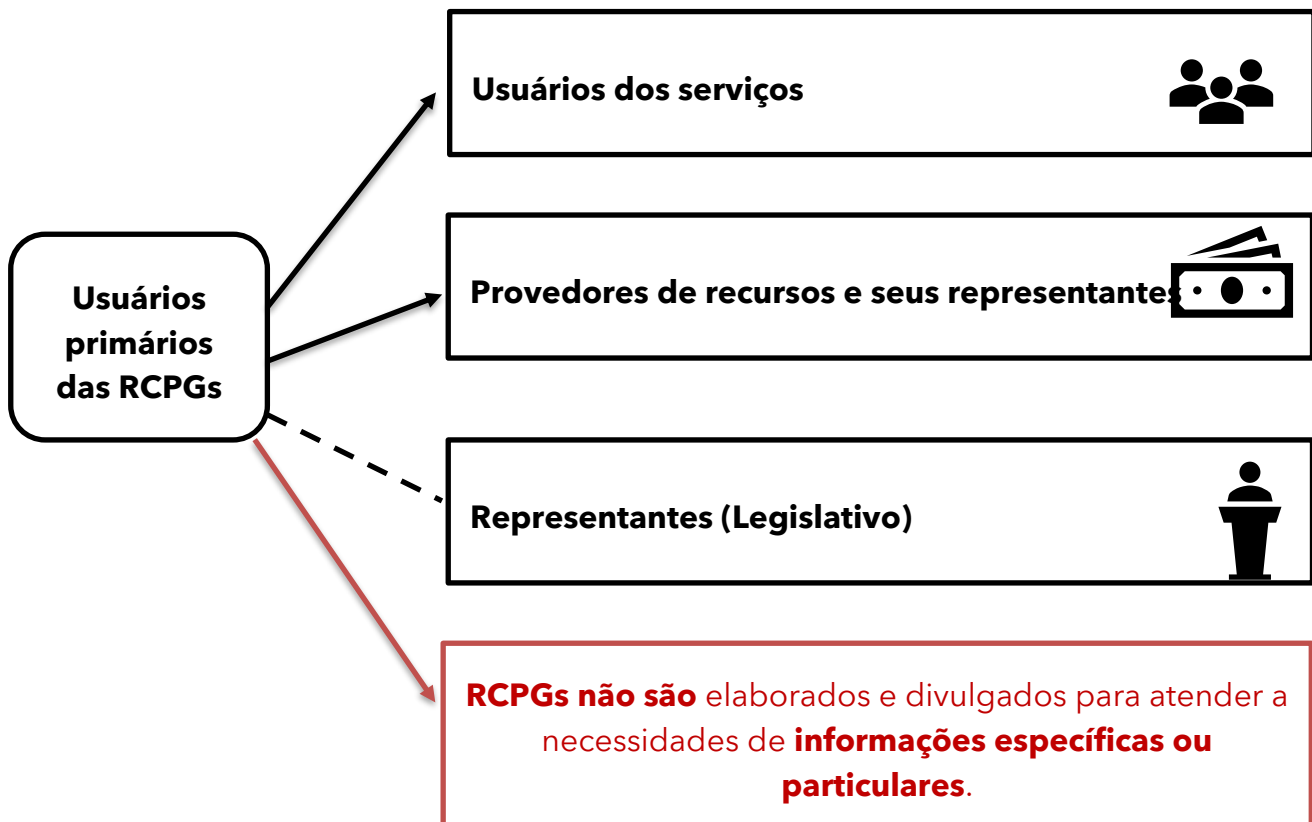 Usuários dos serviços
Provedores de recursos e seus representantes
Usuários
primários
das RCPGs
Representantes (Legislativo)
RCPGs não são elaborados e divulgados para atender a
necessidades de informações específicas ou
particulares.